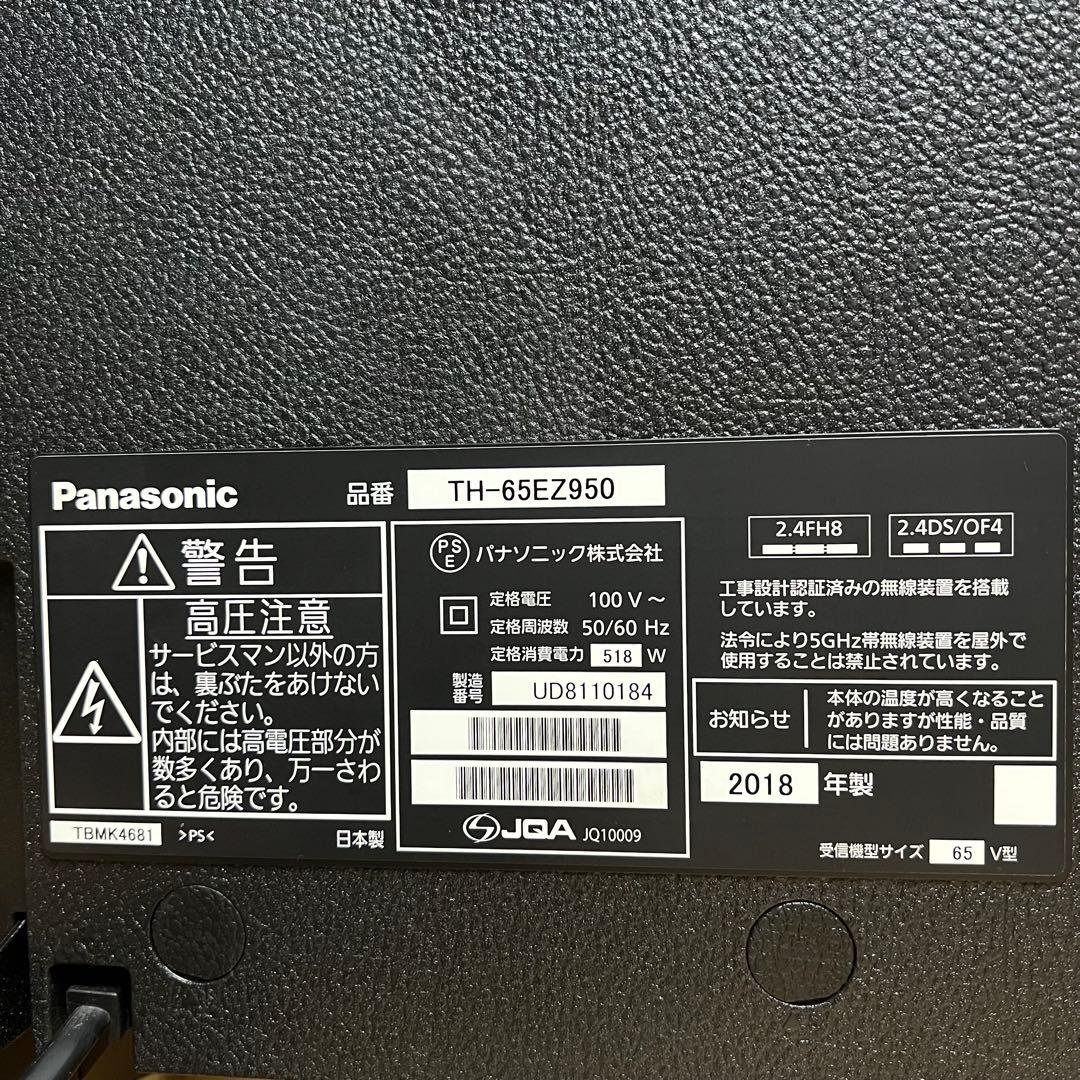 Panasonic 品番 TH-65EZ950
警告
高圧注意
サービスマン以外の方
は、裏ぶたをあけない
でください。
内部には高電圧部分が
数多くあり、万一さわ
ると危険です。
TBMK4681 >PS< 日本製
PSE パナソニック株式会社
定格電圧 100 V ~
定格周波数 50/60 Hz
定格消費電力 518 W
製造
番号 UD8110184
JQA JQ10009
2.4FH8 2.4DS/OF4
工事設計認証済みの無線装置を搭載
しています。
法令により5GHz帯無線装置を屋外で
使用することは禁止されています。
お知らせ
本体の温度が高くなること
がありますが性能・品質
には問題ありません。
2018 年製
受信機型サイズ 65 V型